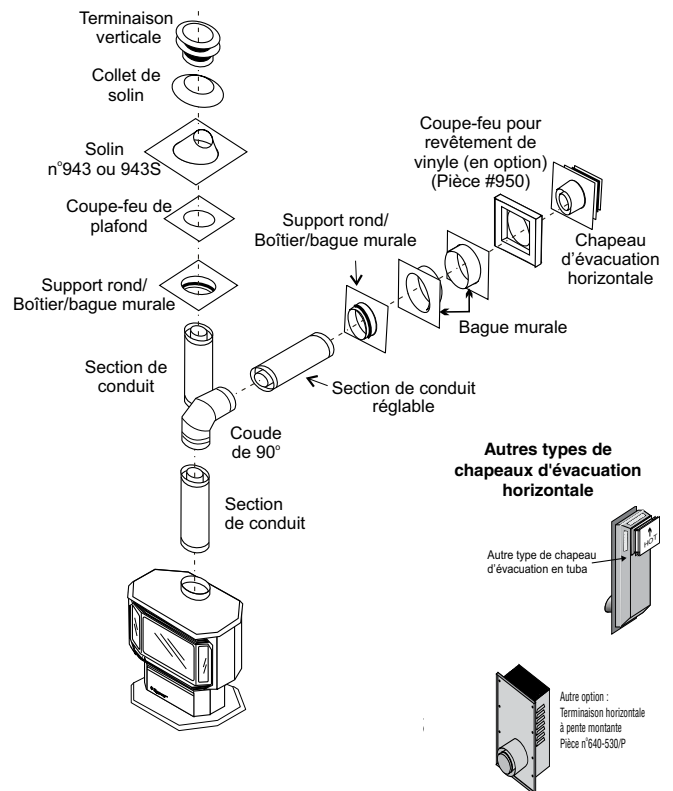 Terminaison
verticale
Collet de
solin
Solin
n°943 ou 943S
Coupe-feu de
plafond
Support rond/
Boîtier/bague murale
Section de
conduit
Coude
de 90°
Section
de conduit
Section de conduit
réglable
Support rond/
Boîtier/bague murale
Bague murale
Coupe-feu pour
revêtement de
vinyle (en option)
(Pièce #950)
Chapeau
d'évacuation
horizontale
Autres types de
chapeaux d'évacuation
horizontale
Autre type de chapeau
d'évacuation en tuba
HOT
Autre option :
Terminaison horizontale
à pente montante
Pièce n°640-530/P